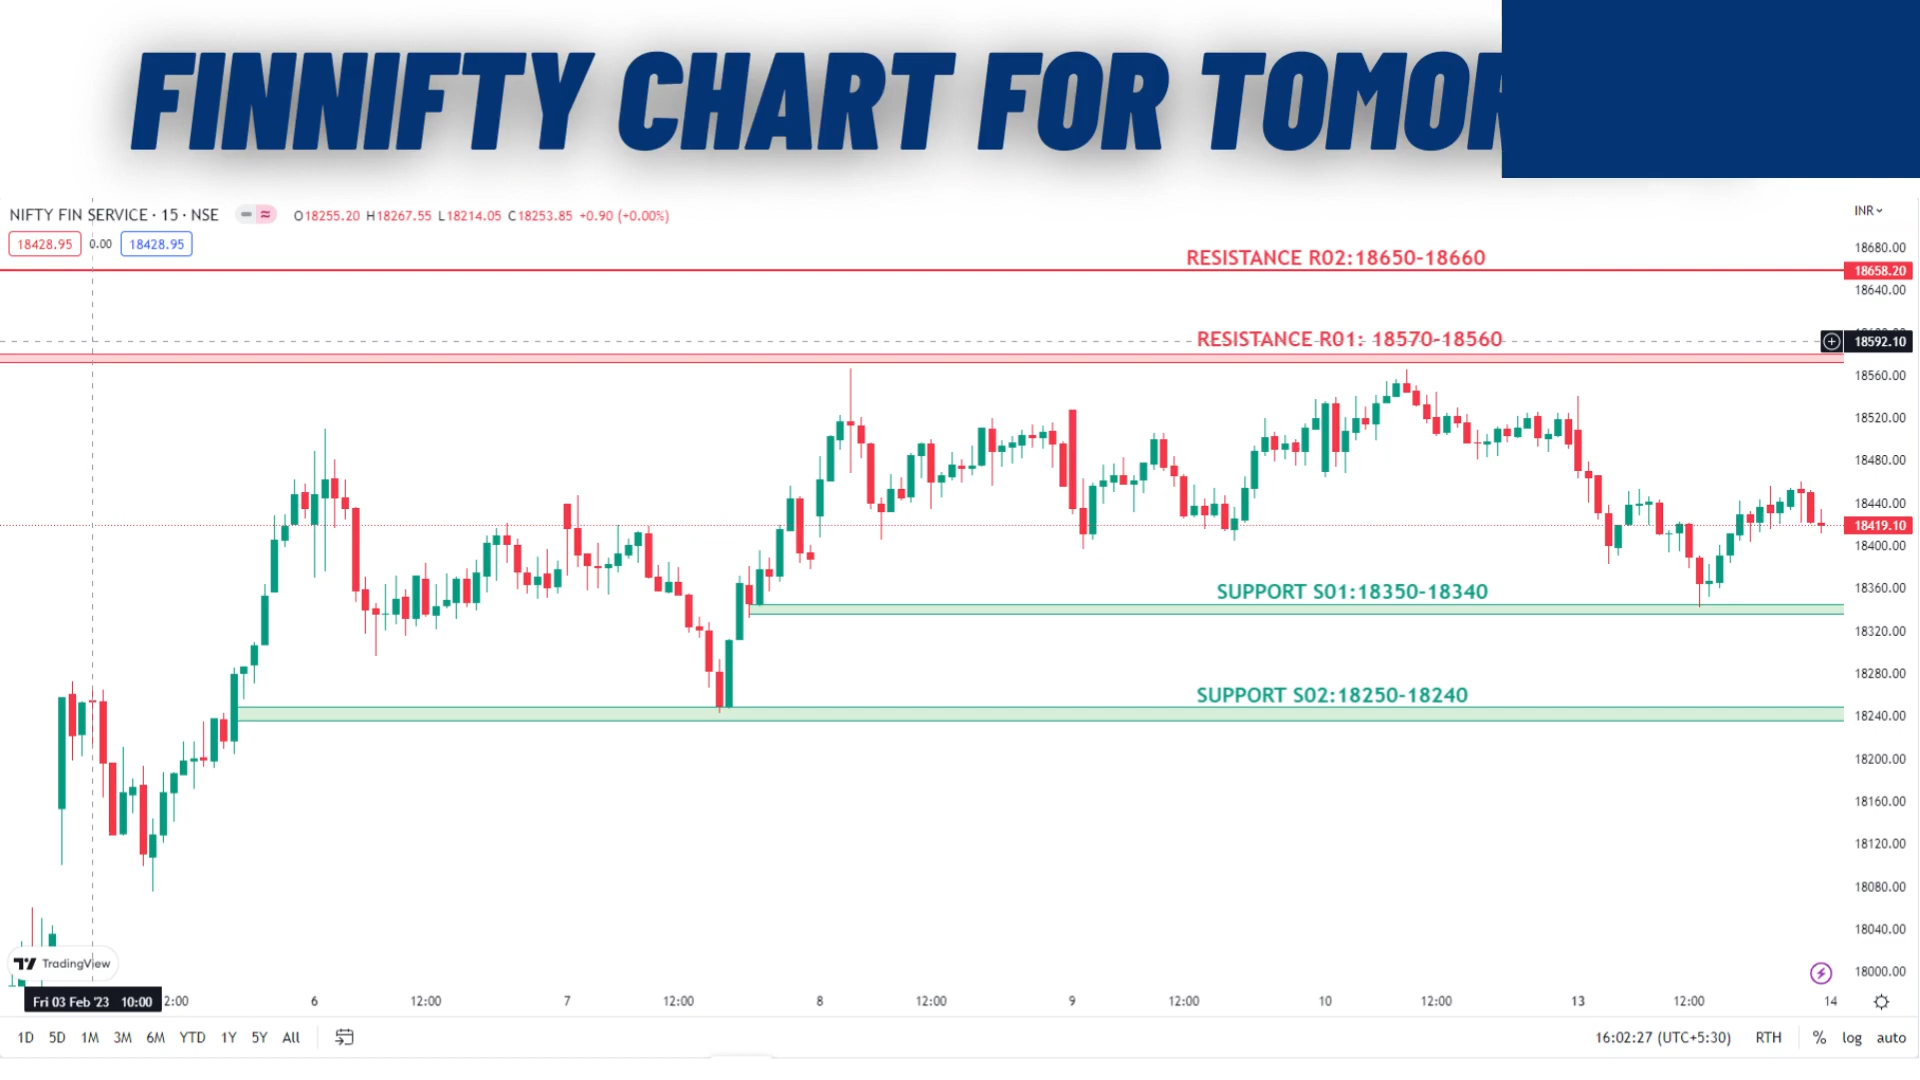 FINNIFTY CHART FOR TOMOR
NIFTY FIN SERVICE · 15 · NSE
O18255.20 H18267.55 L18214.05 C18253.85 +0.90 (+0.00%)
INR
18428.95 0.00 18428.95
RESISTANCE R02:18650-18660
RESISTANCE R01: 18570-18560
SUPPORT S01:18350-18340
SUPPORT S02:18250-18240
18680.00
18658.20
18640.00
18592.10
18560.00
18520.00
18480.00
18440.00
18419.10
18400.00
18360.00
18320.00
18280.00
18240.00
18200.00
18160.00
18120.00
18080.00
18040.00
18000.00
TradingView
Fri 03 Feb '23 10:00 2:00 6 12:00 7 12:00 8 12:00 9 12:00 10 12:00 13 12:00 14
1D 5D 1M 3M 6M YTD 1Y 5Y All
16:02:27 (UTC+5:30) RTH % log auto